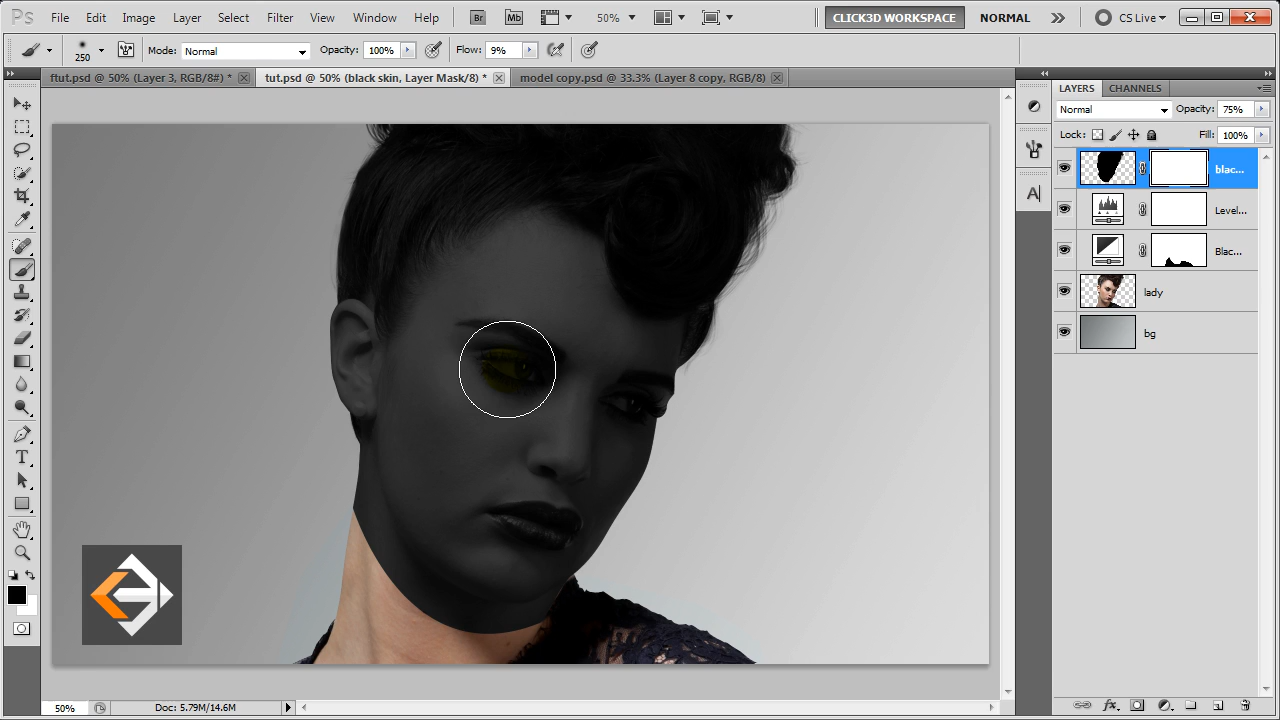 Ps File Edit Image Layer Select Filter View Window Help Br Mb 50% CLICK3D WORKSPACE NORMAL CS Live
250 Mode: Normal Opacity: 100% Flow: 9%
ftut.psd @ 50% (Layer 3, RGB/8#) * tut.psd @ 50% (black skin, Layer Mask/8) * model copy.psd @ 33.3% (Layer 8 copy, RGB/8)
LAYERS CHANNELS
Normal Opacity: 75%
Lock: Fill: 100%
blac...
Level...
Blac...
lady
bg
50% Doc: 5.79M/14.6M